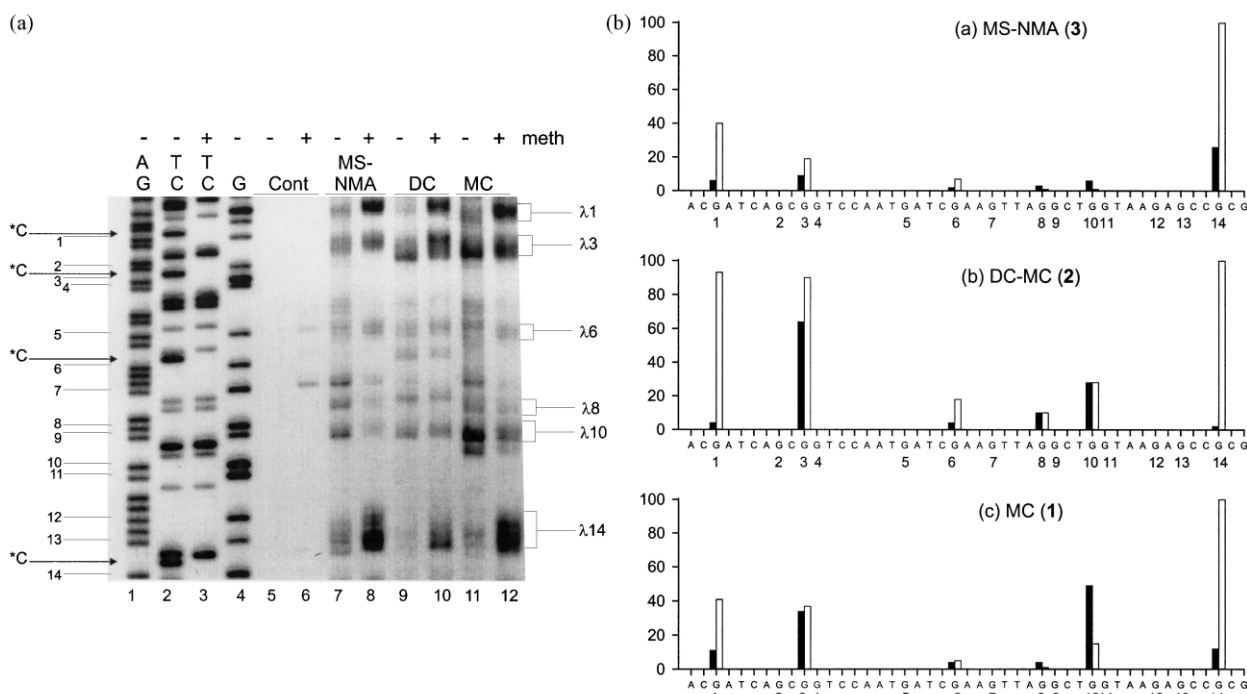 (a)
- - + - - + - + - + - + meth
A G
T C
T C
G
Cont
MS-NMA
DC
MC
*C
1
*C
2
3
4
5
*C
6
7
8
9
10
11
12
13
*C
14
λ1
λ3
λ6
λ8
λ10
λ14
1 2 3 4 5 6 7 8 9 10 11 12
(b)
(a) MS-NMA (3)
100
80
60
40
20
0
A C G A T C A G C G G T C C A A T G A T C G A A G T T A G G C T G G T A A G A G C C G C G
1 2 3 4 5 6 7 8 9 10 11 12 13 14
(b) DC-MC (2)
100
80
60
40
20
0
A C G A T C A G C G G T C C A A T G A T C G A A G T T A G G C T G G T A A G A G C C G C G
1 2 3 4 5 6 7 8 9 10 11 12 13 14
(c) MC (1)
100
80
60
40
20
0
A C G A T C A G C G G T C C A A T G A T C G A A G T T A G G C T G G T A A G A G C C G C G